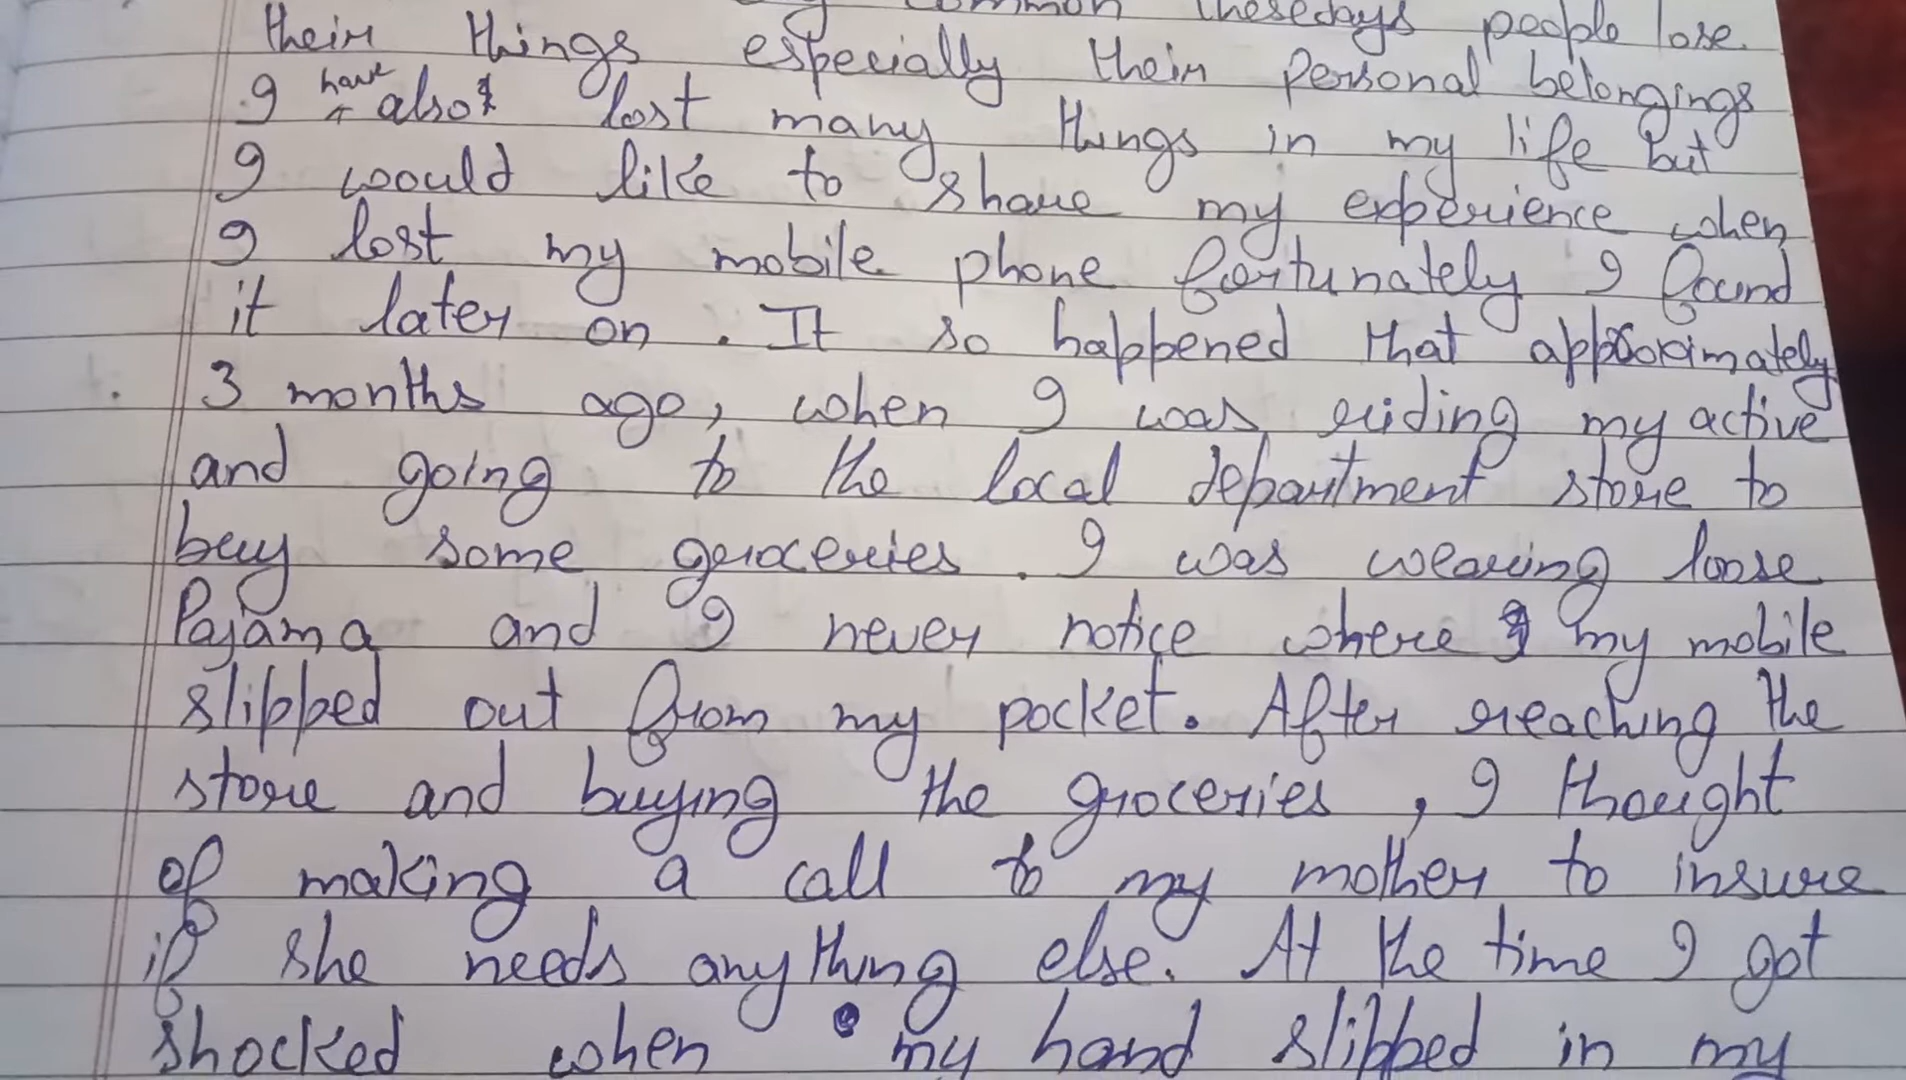 common thesedays people lose
their things especially their personal belongings
I have also lost many things in my life but
I would like to share my experience when
I lost my mobile phone fortunately I found
it later on. It so happened that approximately
3 months ago, when I was riding my active
and going to the local department store to
buy some groceries. I was wearing loose
Pajama and I never notice where my mobile
slipped out from my pocket. After reaching the
store and buying the groceries, I thought
of making a call to my mother to insure
if she needs anything else. At the time I got
shocked when my hand slipped in my